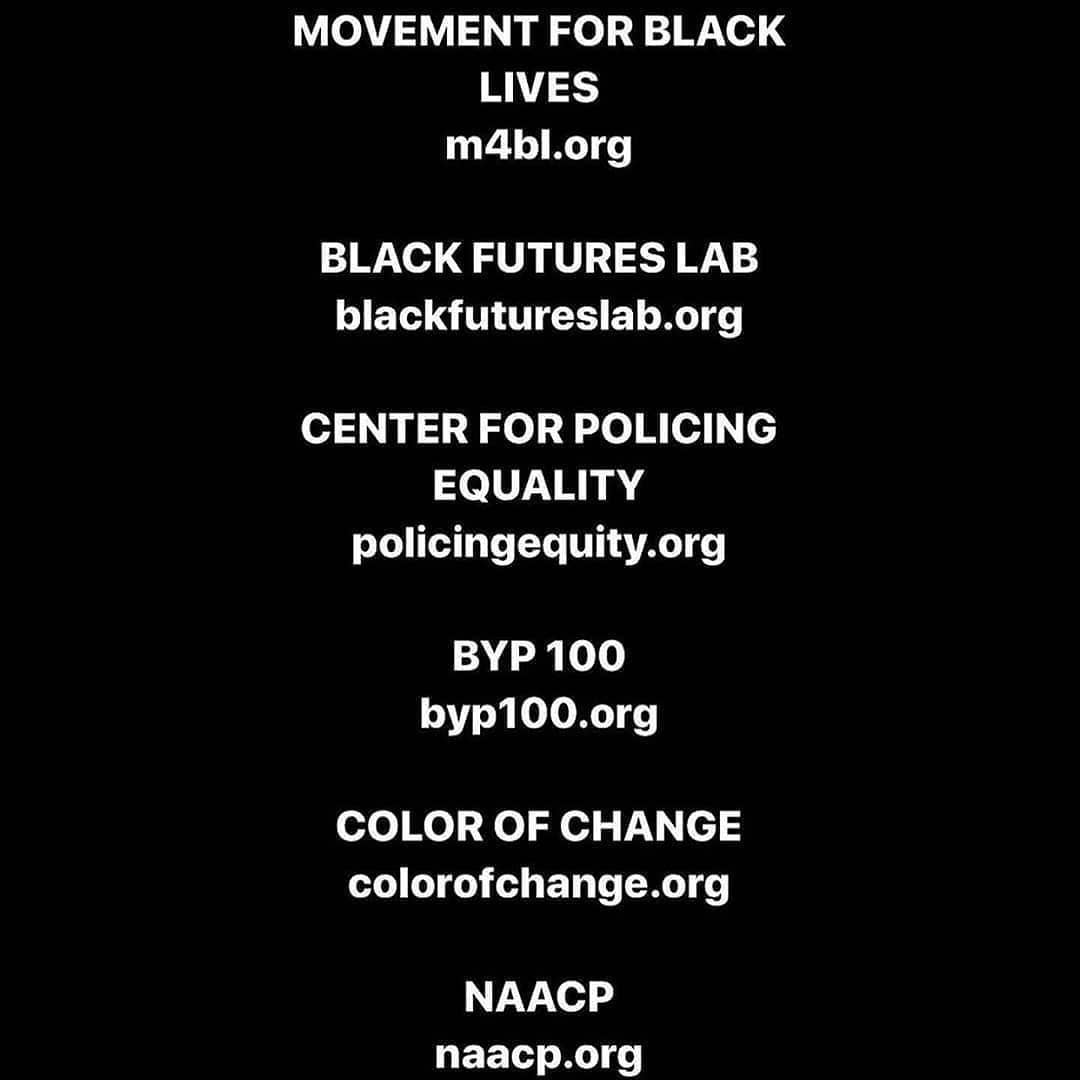 MOVEMENT FOR BLACK
LIVES
m4bl.org
BLACK FUTURES LAB
blackfutureslab.org
CENTER FOR POLICING
EQUALITY
policingequity.org
BYP 100
byp100.org
COLOR OF CHANGE
colorofchange.org
NAACP
naacp.org